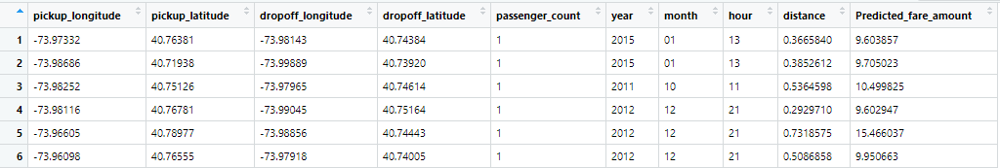 pickup_longitude pickup_latitude dropoff_longitude dropoff_latitude passenger_count year month hour distance Predicted_fare_amount
1 -73.97332 40.76381 -73.98143 40.74384 1 2015 01 13 0.3665840 9.603857
2 -73.98686 40.71938 -73.99889 40.73920 1 2015 01 13 0.3852612 9.705023
3 -73.98252 40.75126 -73.97965 40.74614 1 2011 10 11 0.5364598 10.499825
4 -73.98116 40.76781 -73.99045 40.75164 1 2012 12 21 0.2929710 9.602947
5 -73.96605 40.78977 -73.98856 40.74443 1 2012 12 21 0.7318575 15.466037
6 -73.96098 40.76555 -73.97918 40.74005 1 2012 12 21 0.5086858 9.950663